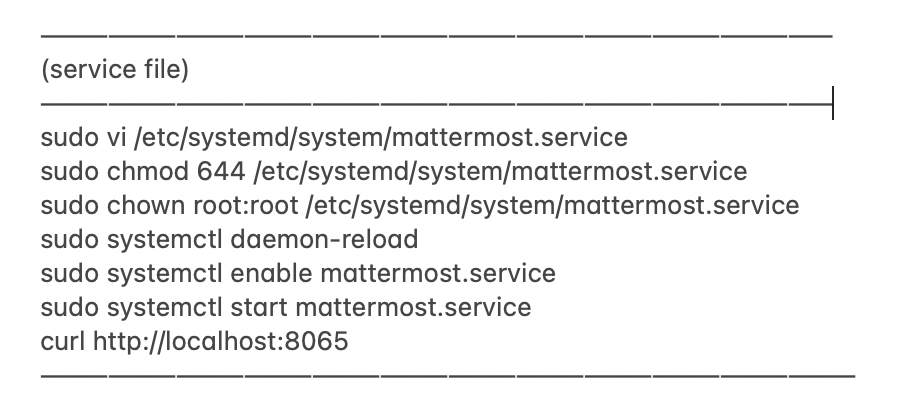 ————————————————————————
(service file)
————————————————————————
sudo vi /etc/systemd/system/mattermost.service
sudo chmod 644 /etc/systemd/system/mattermost.service
sudo chown root:root /etc/systemd/system/mattermost.service
sudo systemctl daemon-reload
sudo systemctl enable mattermost.service
sudo systemctl start mattermost.service
curl http://localhost:8065
————————————————————————